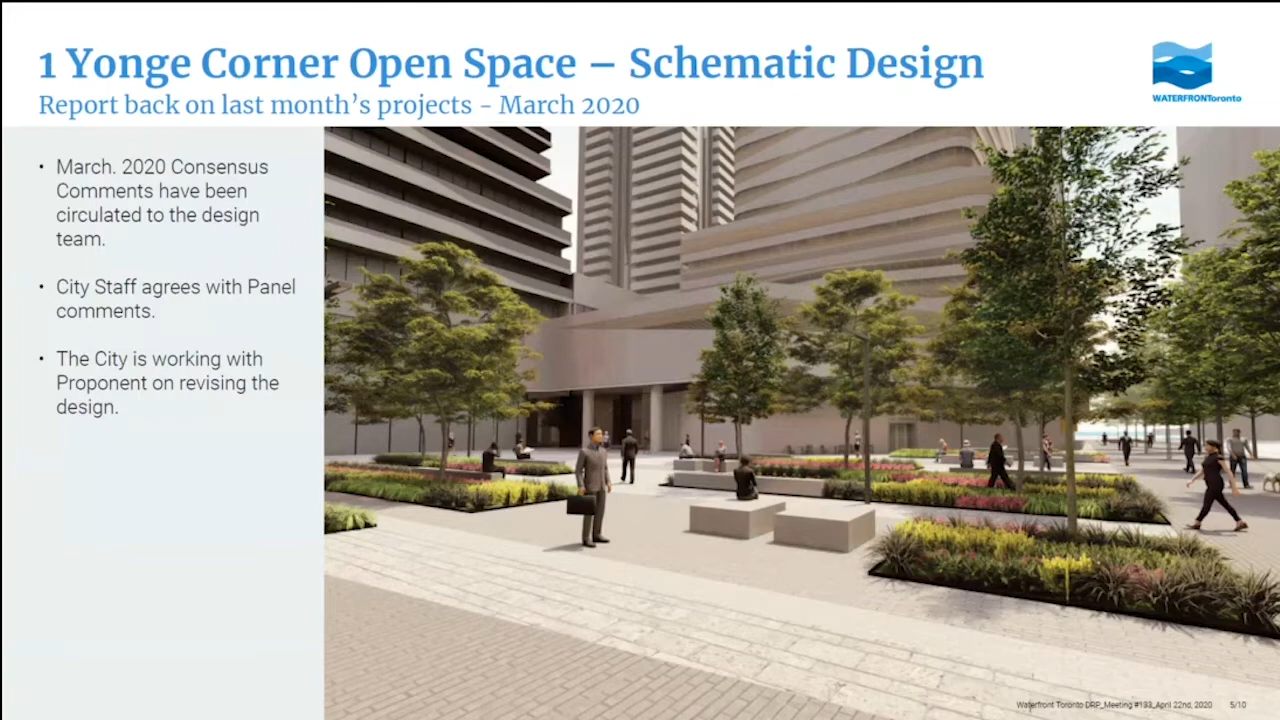 1 Yonge Corner Open Space – Schematic Design
Report back on last month's projects - March 2020
WATERFRONToronto
• March. 2020 Consensus
Comments have been
circulated to the design
team.
• City Staff agrees with Panel
comments.
• The City is working with
Proponent on revising the
design.
Waterfront Toronto DRP_Meeting #133_April 22nd, 2020 5/10